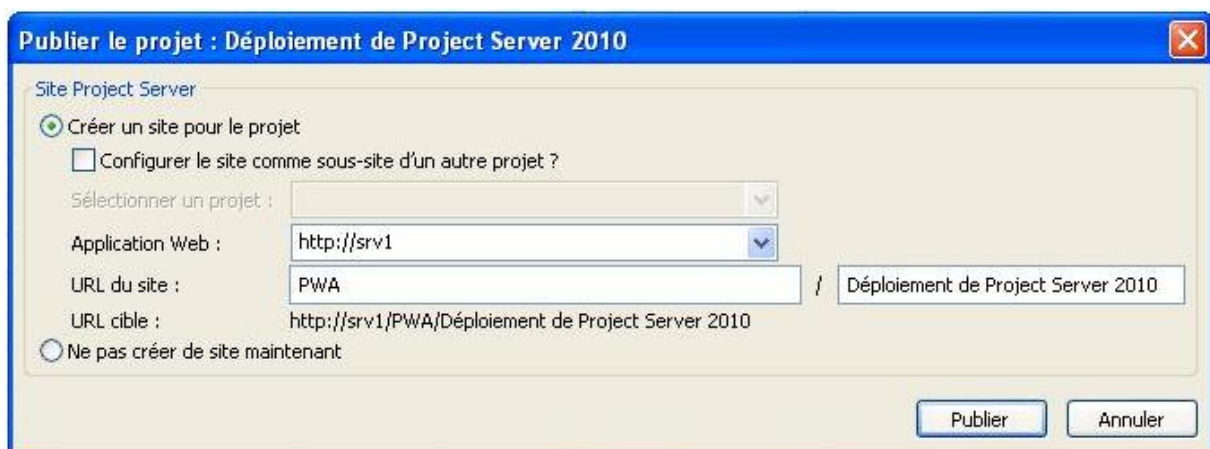 Publier le projet : Déploiement de Project Server 2010
Site Project Server
Créer un site pour le projet
Configurer le site comme sous-site d'un autre projet ?
Sélectionner un projet :
Application Web : http://srv1
URL du site : PWA / Déploiement de Project Server 2010
URL cible : http://srv1/PWA/Déploiement de Project Server 2010
Ne pas créer de site maintenant
Publier Annuler